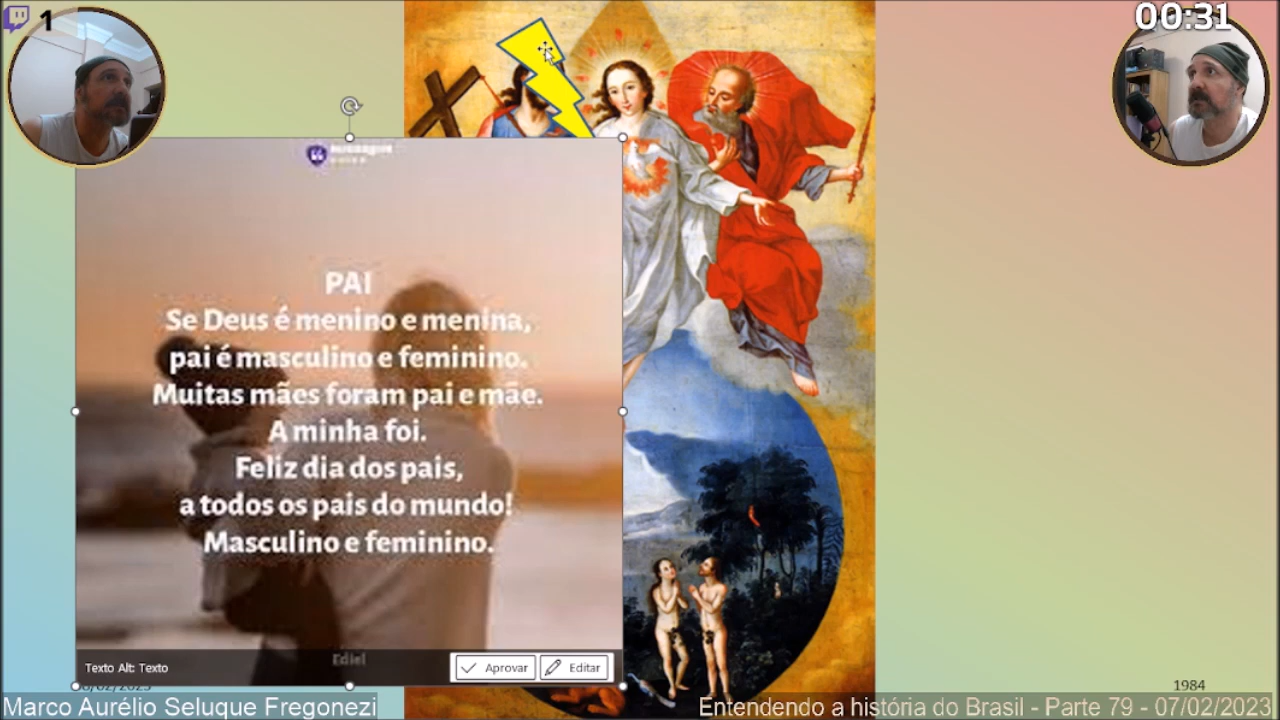 1
00:31
PAI
Se Deus é menino e menina,
pai é masculino e feminino.
Muitas mães foram pai e mãe.
A minha foi.
Feliz dia dos pais,
a todos os pais do mundo!
Masculino e feminino.
Ediel
Texto Alt: Texto
Aprovar
Editar
1984
Marco Aurélio Seluque Fregonezi
Entendendo a história do Brasil - Parte 79 - 07/02/2023